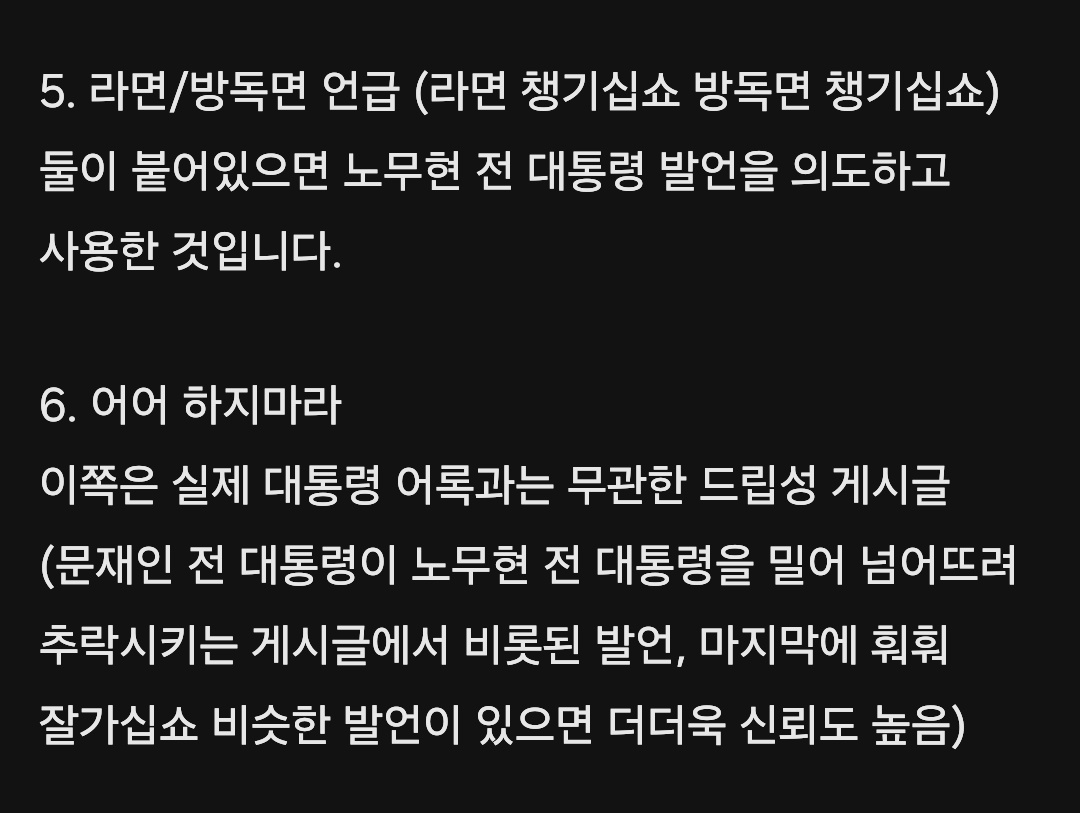 5. 라면/방독면 언급 (라면 챙기십쇼 방독면 챙기십쇼)
둘이 붙어있으면 노무현 전 대통령 발언을 의도하고
사용한 것입니다.
6. 어어 하지마라
이쪽은 실제 대통령 어록과는 무관한 드립성 게시글
(문재인 전 대통령이 노무현 전 대통령을 밀어 넘어뜨려
추락시키는 게시글에서 비롯된 발언, 마지막에 훠훠
잘가십쇼 비슷한 발언이 있으면 더더욱 신뢰도 높음)